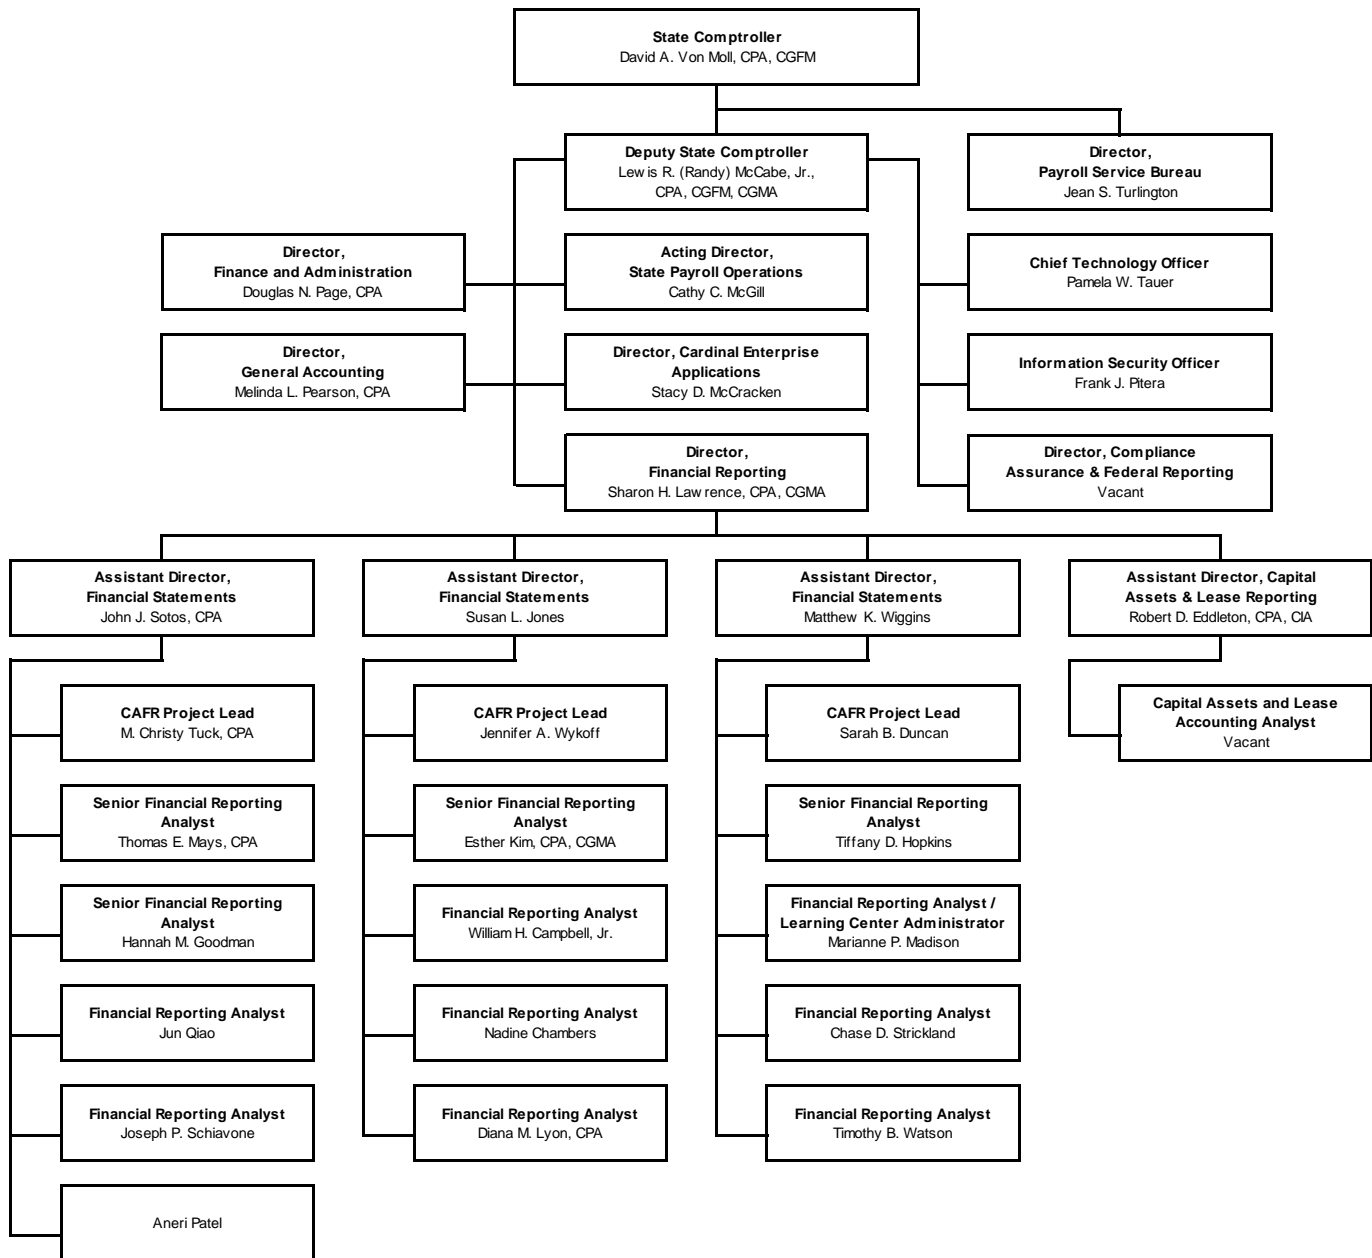 State Comptroller
David A. Von Moll, CPA, CGFM
Deputy State Comptroller
Lewis R. (Randy) McCabe, Jr.,
CPA, CGFM, CGMA
Director,
Payroll Service Bureau
Jean S. Turlington
Director,
Finance and Administration
Douglas N. Page, CPA
Acting Director,
State Payroll Operations
Cathy C. McGill
Chief Technology Officer
Pamela W. Tauer
Director,
General Accounting
Melinda L. Pearson, CPA
Director, Cardinal Enterprise
Applications
Stacy D. McCracken
Information Security Officer
Frank J. Pitera
Director,
Financial Reporting
Sharon H. Lawrence, CPA, CGMA
Director, Compliance
Assurance & Federal Reporting
Vacant
Assistant Director,
Financial Statements
John J. Sotos, CPA
Assistant Director,
Financial Statements
Susan L. Jones
Assistant Director,
Financial Statements
Matthew K. Wiggins
Assistant Director, Capital
Assets & Lease Reporting
Robert D. Eddleton, CPA, CIA
CAFR Project Lead
M. Christy Tuck, CPA
CAFR Project Lead
Jennifer A. Wykoff
CAFR Project Lead
Sarah B. Duncan
Capital Assets and Lease
Accounting Analyst
Vacant
Senior Financial Reporting
Analyst
Thomas E. Mays, CPA
Senior Financial Reporting
Analyst
Esther Kim, CPA, CGMA
Senior Financial Reporting
Analyst
Tiffany D. Hopkins
Senior Financial Reporting
Analyst
Hannah M. Goodman
Financial Reporting Analyst
William H. Campbell, Jr.
Financial Reporting Analyst /
Learning Center Administrator
Marianne P. Madison
Financial Reporting Analyst
Jun Qiao
Financial Reporting Analyst
Nadine Chambers
Financial Reporting Analyst
Chase D. Strickland
Financial Reporting Analyst
Joseph P. Schiavone
Financial Reporting Analyst
Diana M. Lyon, CPA
Financial Reporting Analyst
Timothy B. Watson
Aneri Patel